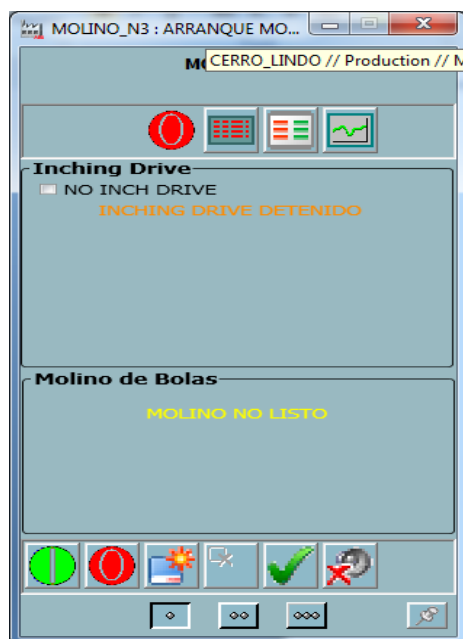 MOLINO_N3 : ARRANQUE MO...
CERRO_LINDO // Production // M
Inching Drive
NO INCH DRIVE
INCHING DRIVE DETENIDO
Molino de Bolas
MOLINO NO LISTO